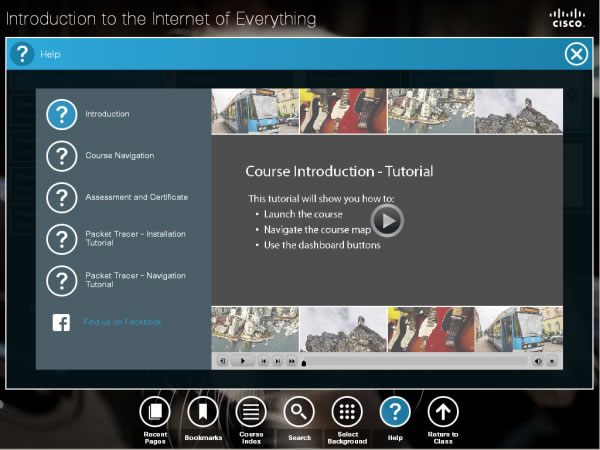 Introduction to the Internet of Everything
CISCO
? Help
? Introduction
? Course Navigation
? Assessment and Certificate
? Packet Tracer - Installation
Tutorial
? Packet Tracer - Navigation
Tutorial
f Find us on Facebook
Course Introduction - Tutorial
This tutorial will show you how to:
• Launch the course
• Navigate the course map
• Use the dashboard buttons
Recent
Pages
Bookmarks
Course
Index
Search
Select
Background
?
Help
Return to
Class